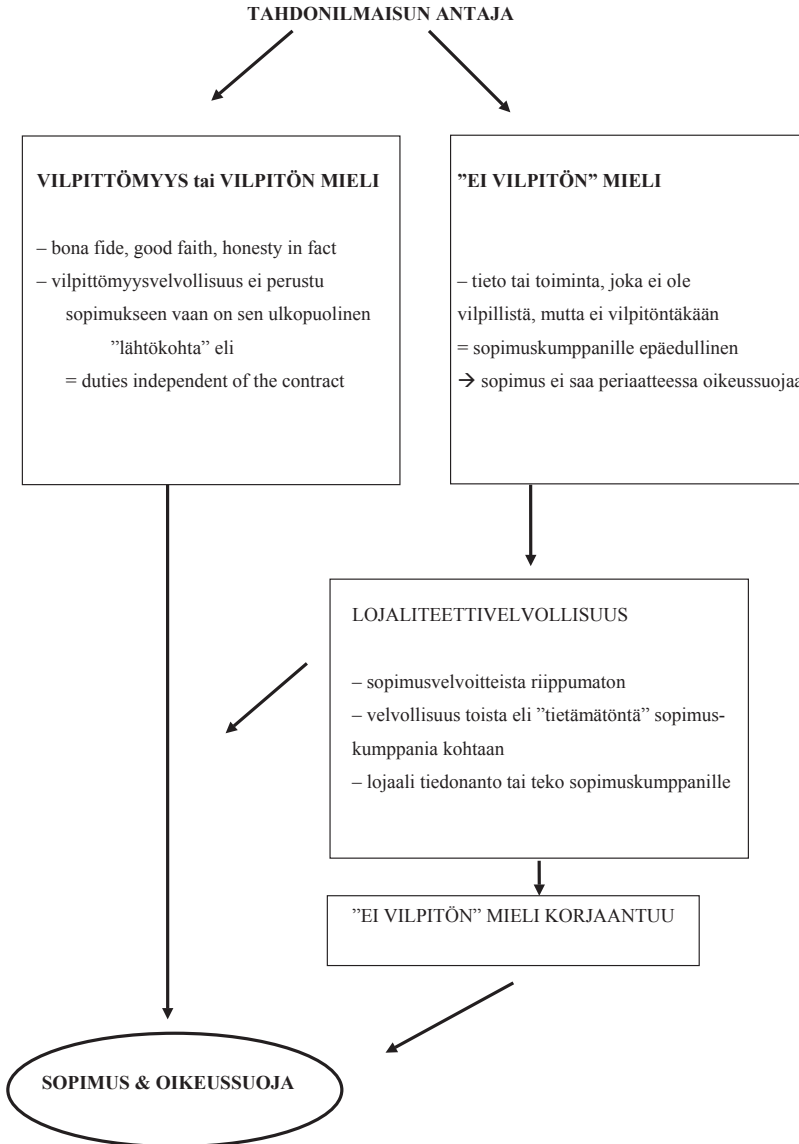 TAHDONILMAISUN ANTAJA
VILPITTÖMYYS tai VILPITÖN MIELI
– bona fide, good faith, honesty in fact
– vilpittömyysvelvollisuus ei perustu
sopimukseen vaan on sen ulkopuolinen
”lähtökohta” eli
= duties independent of the contract
”EI VILPITÖN” MIELI
– tieto tai toiminta, joka ei ole
vilpillistä, mutta ei vilpitöntäkään
= sopimuskumppanille epäedullinen
→ sopimus ei saa periaatteessa oikeussuojaa
LOJALITEETTIVELVOLLISUUS
– sopimusvelvoitteista riippumaton
– velvollisuus toista eli ”tietämätöntä” sopimus-
kumppania kohtaan
– lojaali tiedonanto tai teko sopimuskumppanille
”EI VILPITÖN” MIELI KORJAANTUU
SOPIMUS & OIKEUSSUOJA